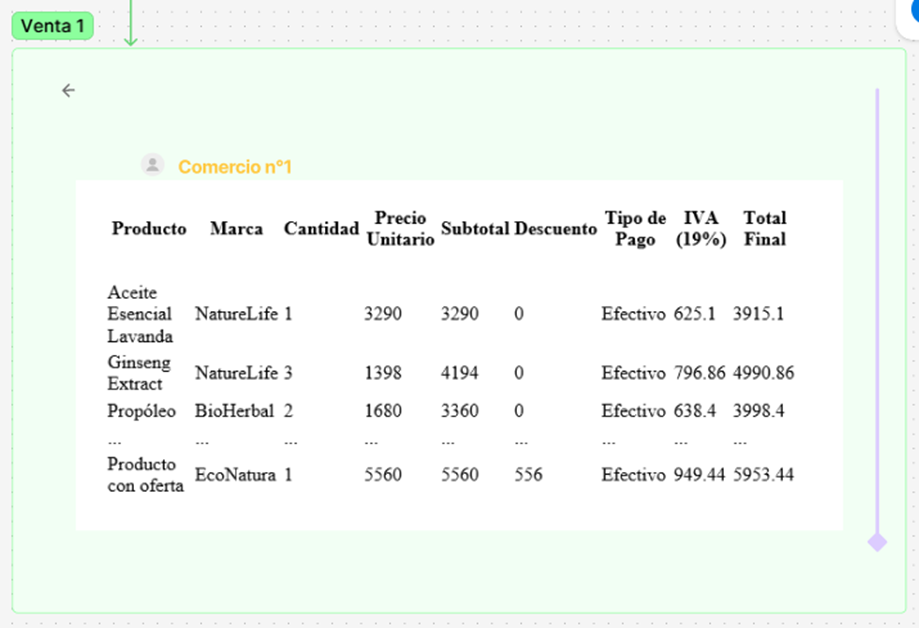 Venta 1
Comercio nº1
Producto Marca Cantidad Precio Unitario Subtotal Descuento Tipo de Pago IVA (19%) Total Final
Aceite Esencial Lavanda NatureLife 1 3290 3290 0 Efectivo 625.1 3915.1
Ginseng Extract NatureLife 3 1398 4194 0 Efectivo 796.86 4990.86
Propóleo BioHerbal 2 1680 3360 0 Efectivo 638.4 3998.4
... ... ... ... ... ... ... ... ...
Producto con oferta EcoNatura 1 5560 5560 556 Efectivo 949.44 5953.44